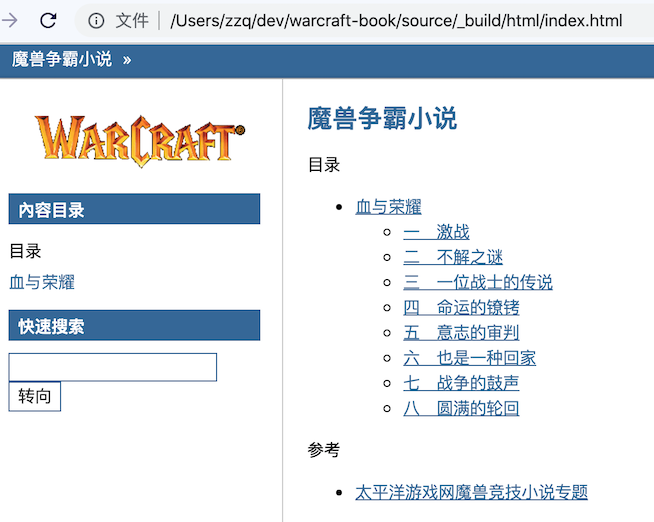 文件 /Users/zzq/dev/warcraft-book/source/_build/html/index.html
魔兽争霸小说 »
WARCRAFT®
内容目录
目录
血与荣耀
快速搜索
转向
魔兽争霸小说
目录
血与荣耀
一 激战
二 不解之谜
三 一位战士的传说
四 命运的镣铐
五 意志的审判
六 也是一种回家
七 战争的鼓声
八 圆满的轮回
参考
太平洋游戏网魔兽竞技小说专题